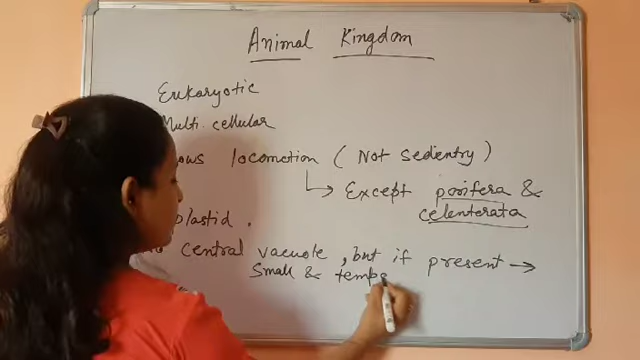 Animal Kingdom
Eukaryotic
Multi. cellular
ows locomotion ( Not sedientry )
Except porifera &
celenterata
plastid .
central vacuole , but if present →
Small & temp